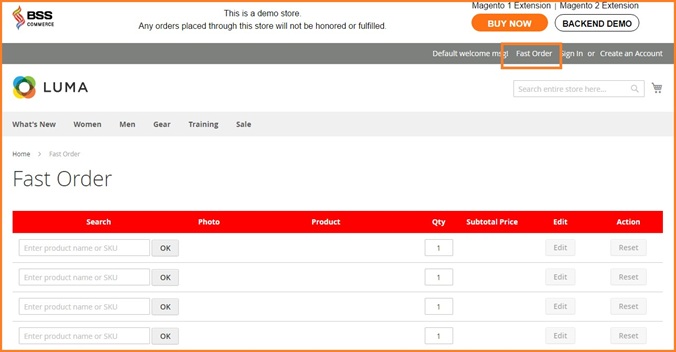 BSS
COMMERCE
This is a demo store.
Any orders placed through this store will not be honored or fulfilled.
Magento 1 Extension | Magento 2 Extension
BUY NOW
BACKEND DEMO
Default welcome msg! Fast Order Sign In or Create an Account
LUMA
Search entire store here...
What's New Women Men Gear Training Sale
Home > Fast Order
Fast Order
Search Photo Product Qty Subtotal Price Edit Action
Enter product name or SKU OK 1 Edit Reset
Enter product name or SKU OK 1 Edit Reset
Enter product name or SKU OK 1 Edit Reset
Enter product name or SKU OK 1 Edit Reset